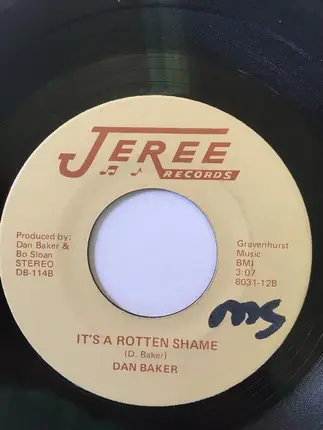 JEREE
RECORDS
Produced by:
Dan Baker &
Bo Sloan
STEREO
DB-114B
Gravenhurst
Music
BMI
3:07
8031-12B
ms
IT'S A ROTTEN SHAME
(D. Baker)
DAN BAKER